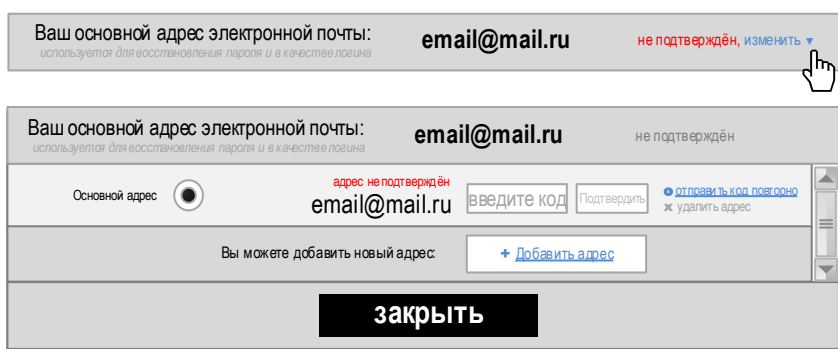 Ваш основной адрес электронной почты: email@mail.ru не подтверждён, изменить ▼
используется для восстановления пароля и в качестве логина
Ваш основной адрес электронной почты: email@mail.ru не подтверждён
используется для восстановления пароля и в качестве логина
адрес не подтверждён
Основной адрес email@mail.ru введите код Подтвердить отправить код повторно
× удалить адрес
Вы можете добавить новый адрес: + Добавить адрес
закрыть